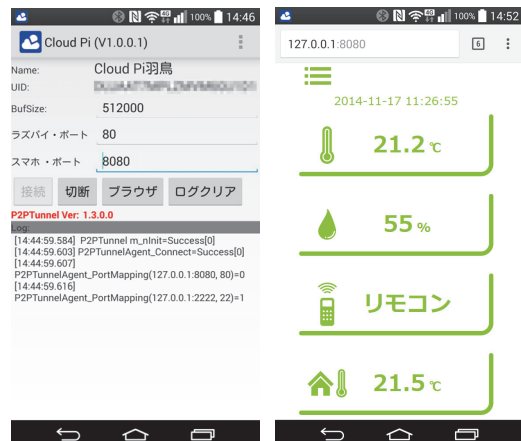 100% 14:46
Cloud Pi (V1.0.0.1)
Name: Cloud Pi羽鳥
UID:
BufSize: 512000
ラズパイ・ポート 80
スマホ・ポート 8080
接続 切断 ブラウザ ログクリア
P2PTunnel Ver: 1.3.0.0
Log:
[14:44:59.584] P2PTunnel m_nInit=Success[0]
[14:44:59.603] P2PTunnelAgent_Connect=Success[0]
[14:44:59.607]
P2PTunnelAgent_PortMapping(127.0.0.1:8080, 80)=0
[14:44:59.616]
P2PTunnelAgent_PortMapping(127.0.0.1:2222, 22)=1
100% 14:52
127.0.0.1:8080 6
2014-11-17 11:26:55
21.2℃
55%
リモコン
21.5℃